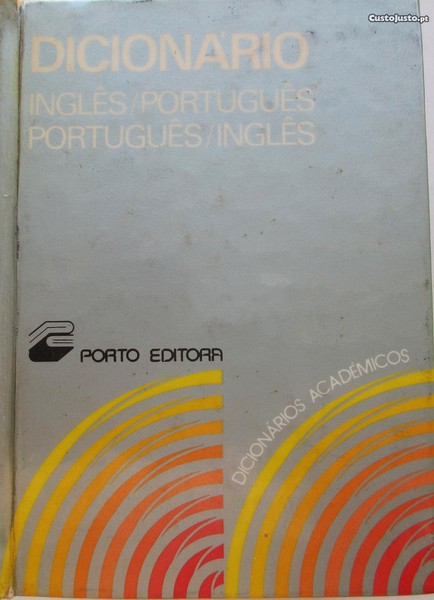 CustoJusto.pt
DICIONÁRIO
INGLÊS/PORTUGUÊS
PORTUGUÊS/INGLÊS
PORTO EDITORA
DICIONÁRIOS ACADÉMICOS